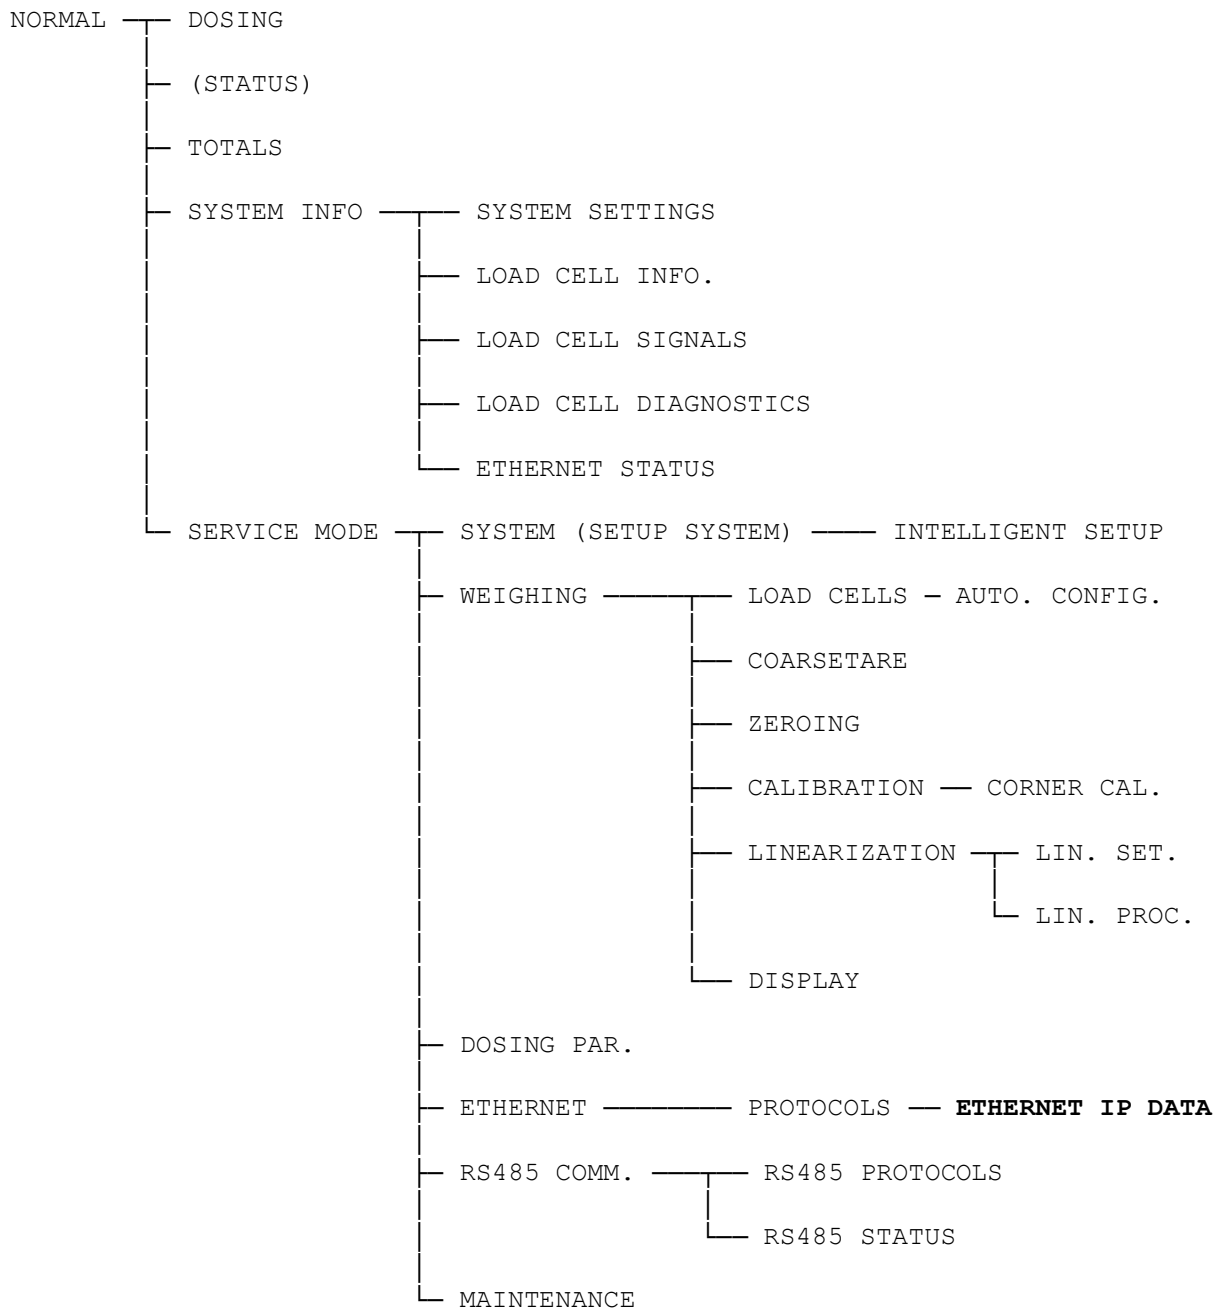 NORMAL DOSING
(STATUS)
TOTALS
SYSTEM INFO SYSTEM SETTINGS
LOAD CELL INFO.
LOAD CELL SIGNALS
LOAD CELL DIAGNOSTICS
ETHERNET STATUS
SERVICE MODE SYSTEM (SETUP SYSTEM) INTELLIGENT SETUP
WEIGHING LOAD CELLS AUTO. CONFIG.
COARSETARE
ZEROING
CALIBRATION CORNER CAL.
LINEARIZATION LIN. SET.
LIN. PROC.
DISPLAY
DOSING PAR.
ETHERNET PROTOCOLS ETHERNET IP DATA
RS485 COMM. RS485 PROTOCOLS
RS485 STATUS
MAINTENANCE